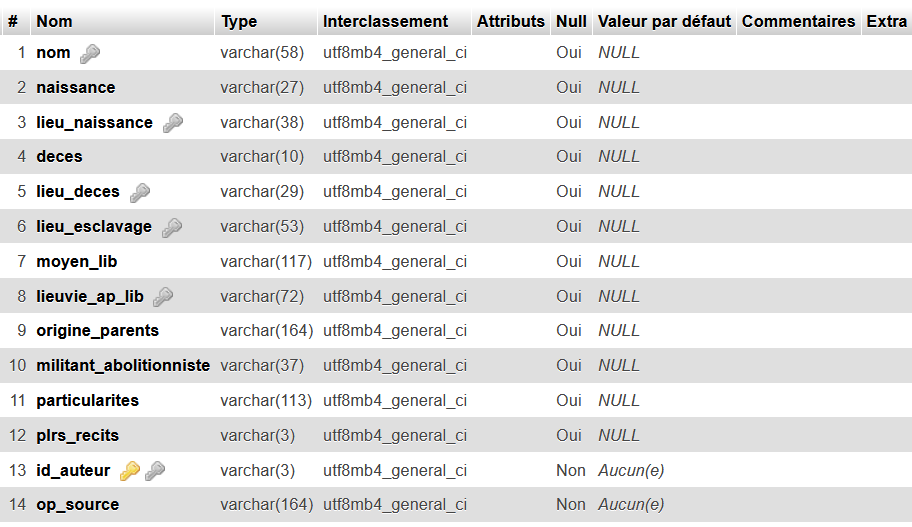 # Nom Type Interclassement Attributs Null Valeur par défaut Commentaires Extra
1 nom varchar(58) utf8mb4_general_ci Oui NULL
2 naissance varchar(27) utf8mb4_general_ci Oui NULL
3 lieu_naissance varchar(38) utf8mb4_general_ci Oui NULL
4 deces varchar(10) utf8mb4_general_ci Oui NULL
5 lieu_deces varchar(29) utf8mb4_general_ci Oui NULL
6 lieu_esclavage varchar(53) utf8mb4_general_ci Oui NULL
7 moyen_lib varchar(117) utf8mb4_general_ci Oui NULL
8 lieuvie_ap_lib varchar(72) utf8mb4_general_ci Oui NULL
9 origine_parents varchar(164) utf8mb4_general_ci Oui NULL
10 militant_abolitionniste varchar(37) utf8mb4_general_ci Oui NULL
11 particularites varchar(113) utf8mb4_general_ci Oui NULL
12 plrs_recits varchar(3) utf8mb4_general_ci Oui NULL
13 id_auteur varchar(3) utf8mb4_general_ci Non Aucun(e)
14 op_source varchar(164) utf8mb4_general_ci Non Aucun(e)